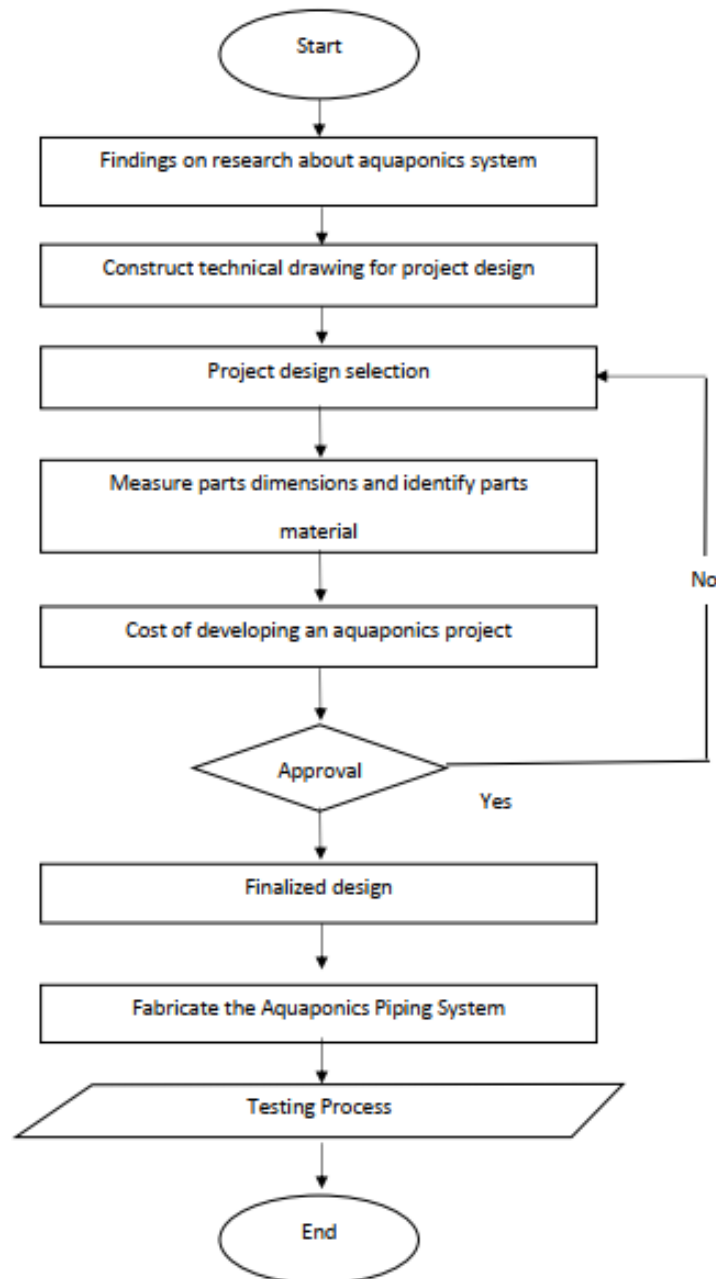 Start
Findings on research about aquaponics system
Construct technical drawing for project design
Project design selection
Measure parts dimensions and identify parts
material
No
Cost of developing an aquaponics project
Approval
Yes
Finalized design
Fabricate the Aquaponics Piping System
Testing Process
End